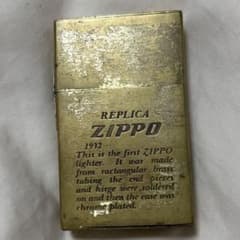 REPLICA
ZIPPO
1932
This is the first ZIPPO
lighter. It was made
from rectangular brass
tubing the end pieces
and hinge were soldered
on and then the case was
chrome plated.